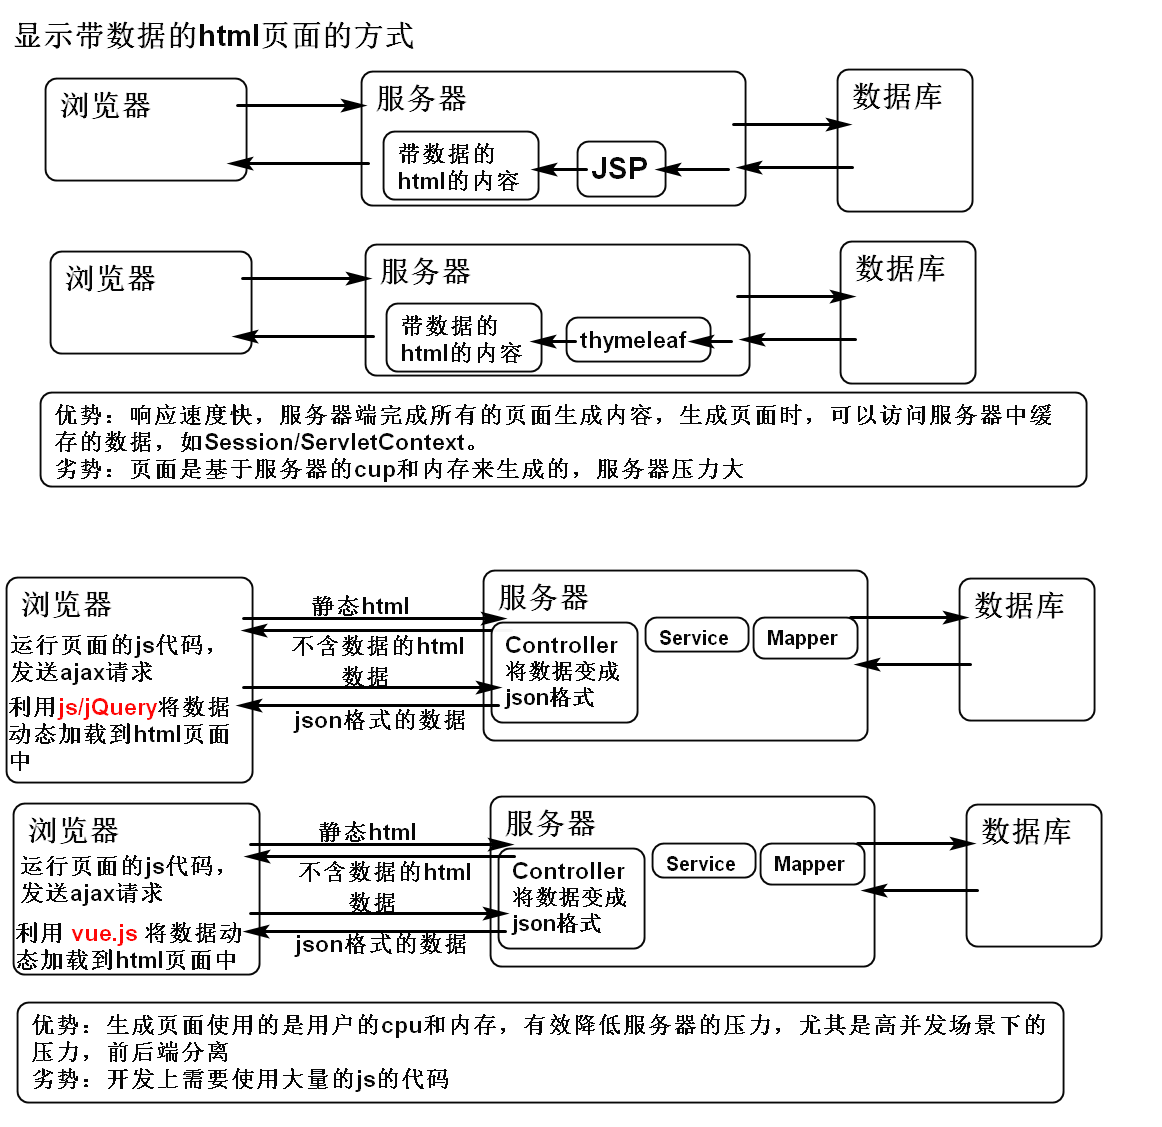 显示带数据的html页面的方式
浏览器
服务器
数据库
带数据的
html的内容
JSP
浏览器
服务器
数据库
带数据的
html的内容
thymeleaf
优势：响应速度快，服务器端完成所有的页面生成内容，生成页面时，可以访问服务器中缓
存的数据，如Session/ServletContext。
劣势：页面是基于服务器的cup和内存来生成的，服务器压力大
浏览器
运行页面的js代码，
发送ajax请求
利用js/jQuery将数据
动态加载到html页面
中
静态html
不含数据的html
数据
json格式的数据
服务器
Controller
将数据变成
json格式
Service
Mapper
数据库
浏览器
运行页面的js代码，
发送ajax请求
利用 vue.js 将数据动
态加载到html页面中
静态html
不含数据的html
数据
json格式的数据
服务器
Controller
将数据变成
json格式
Service
Mapper
数据库
优势：生成页面使用的是用户的cpu和内存，有效降低服务器的压力，尤其是高并发场景下的
压力，前后端分离
劣势：开发上需要使用大量的js的代码